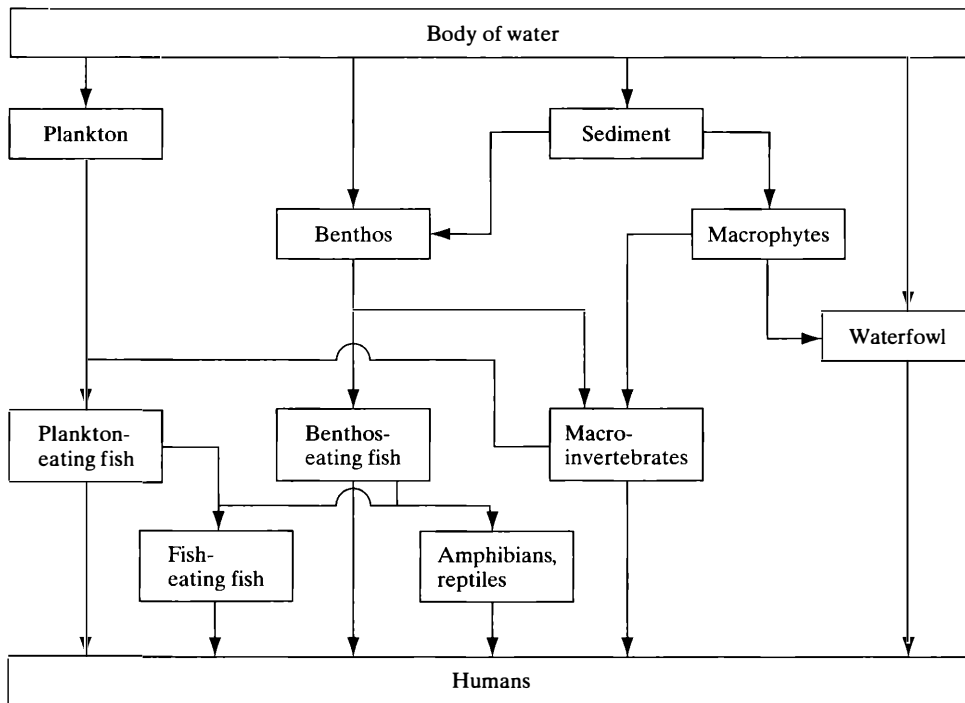 Body of water
Plankton
Sediment
Benthos
Macrophytes
Waterfowl
Plankton-
eating fish
Benthos-
eating fish
Macro-
invertebrates
Fish-
eating fish
Amphibians,
reptiles
Humans